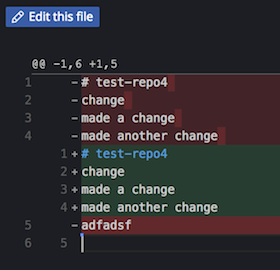 Edit this file
@@ -1,6 +1,5
1 -# test-repo4
2 -change
3 -made a change
4 -made another change
1 +# test-repo4
2 +change
3 +made a change
4 +made another change
5 -adfadsf
6 5